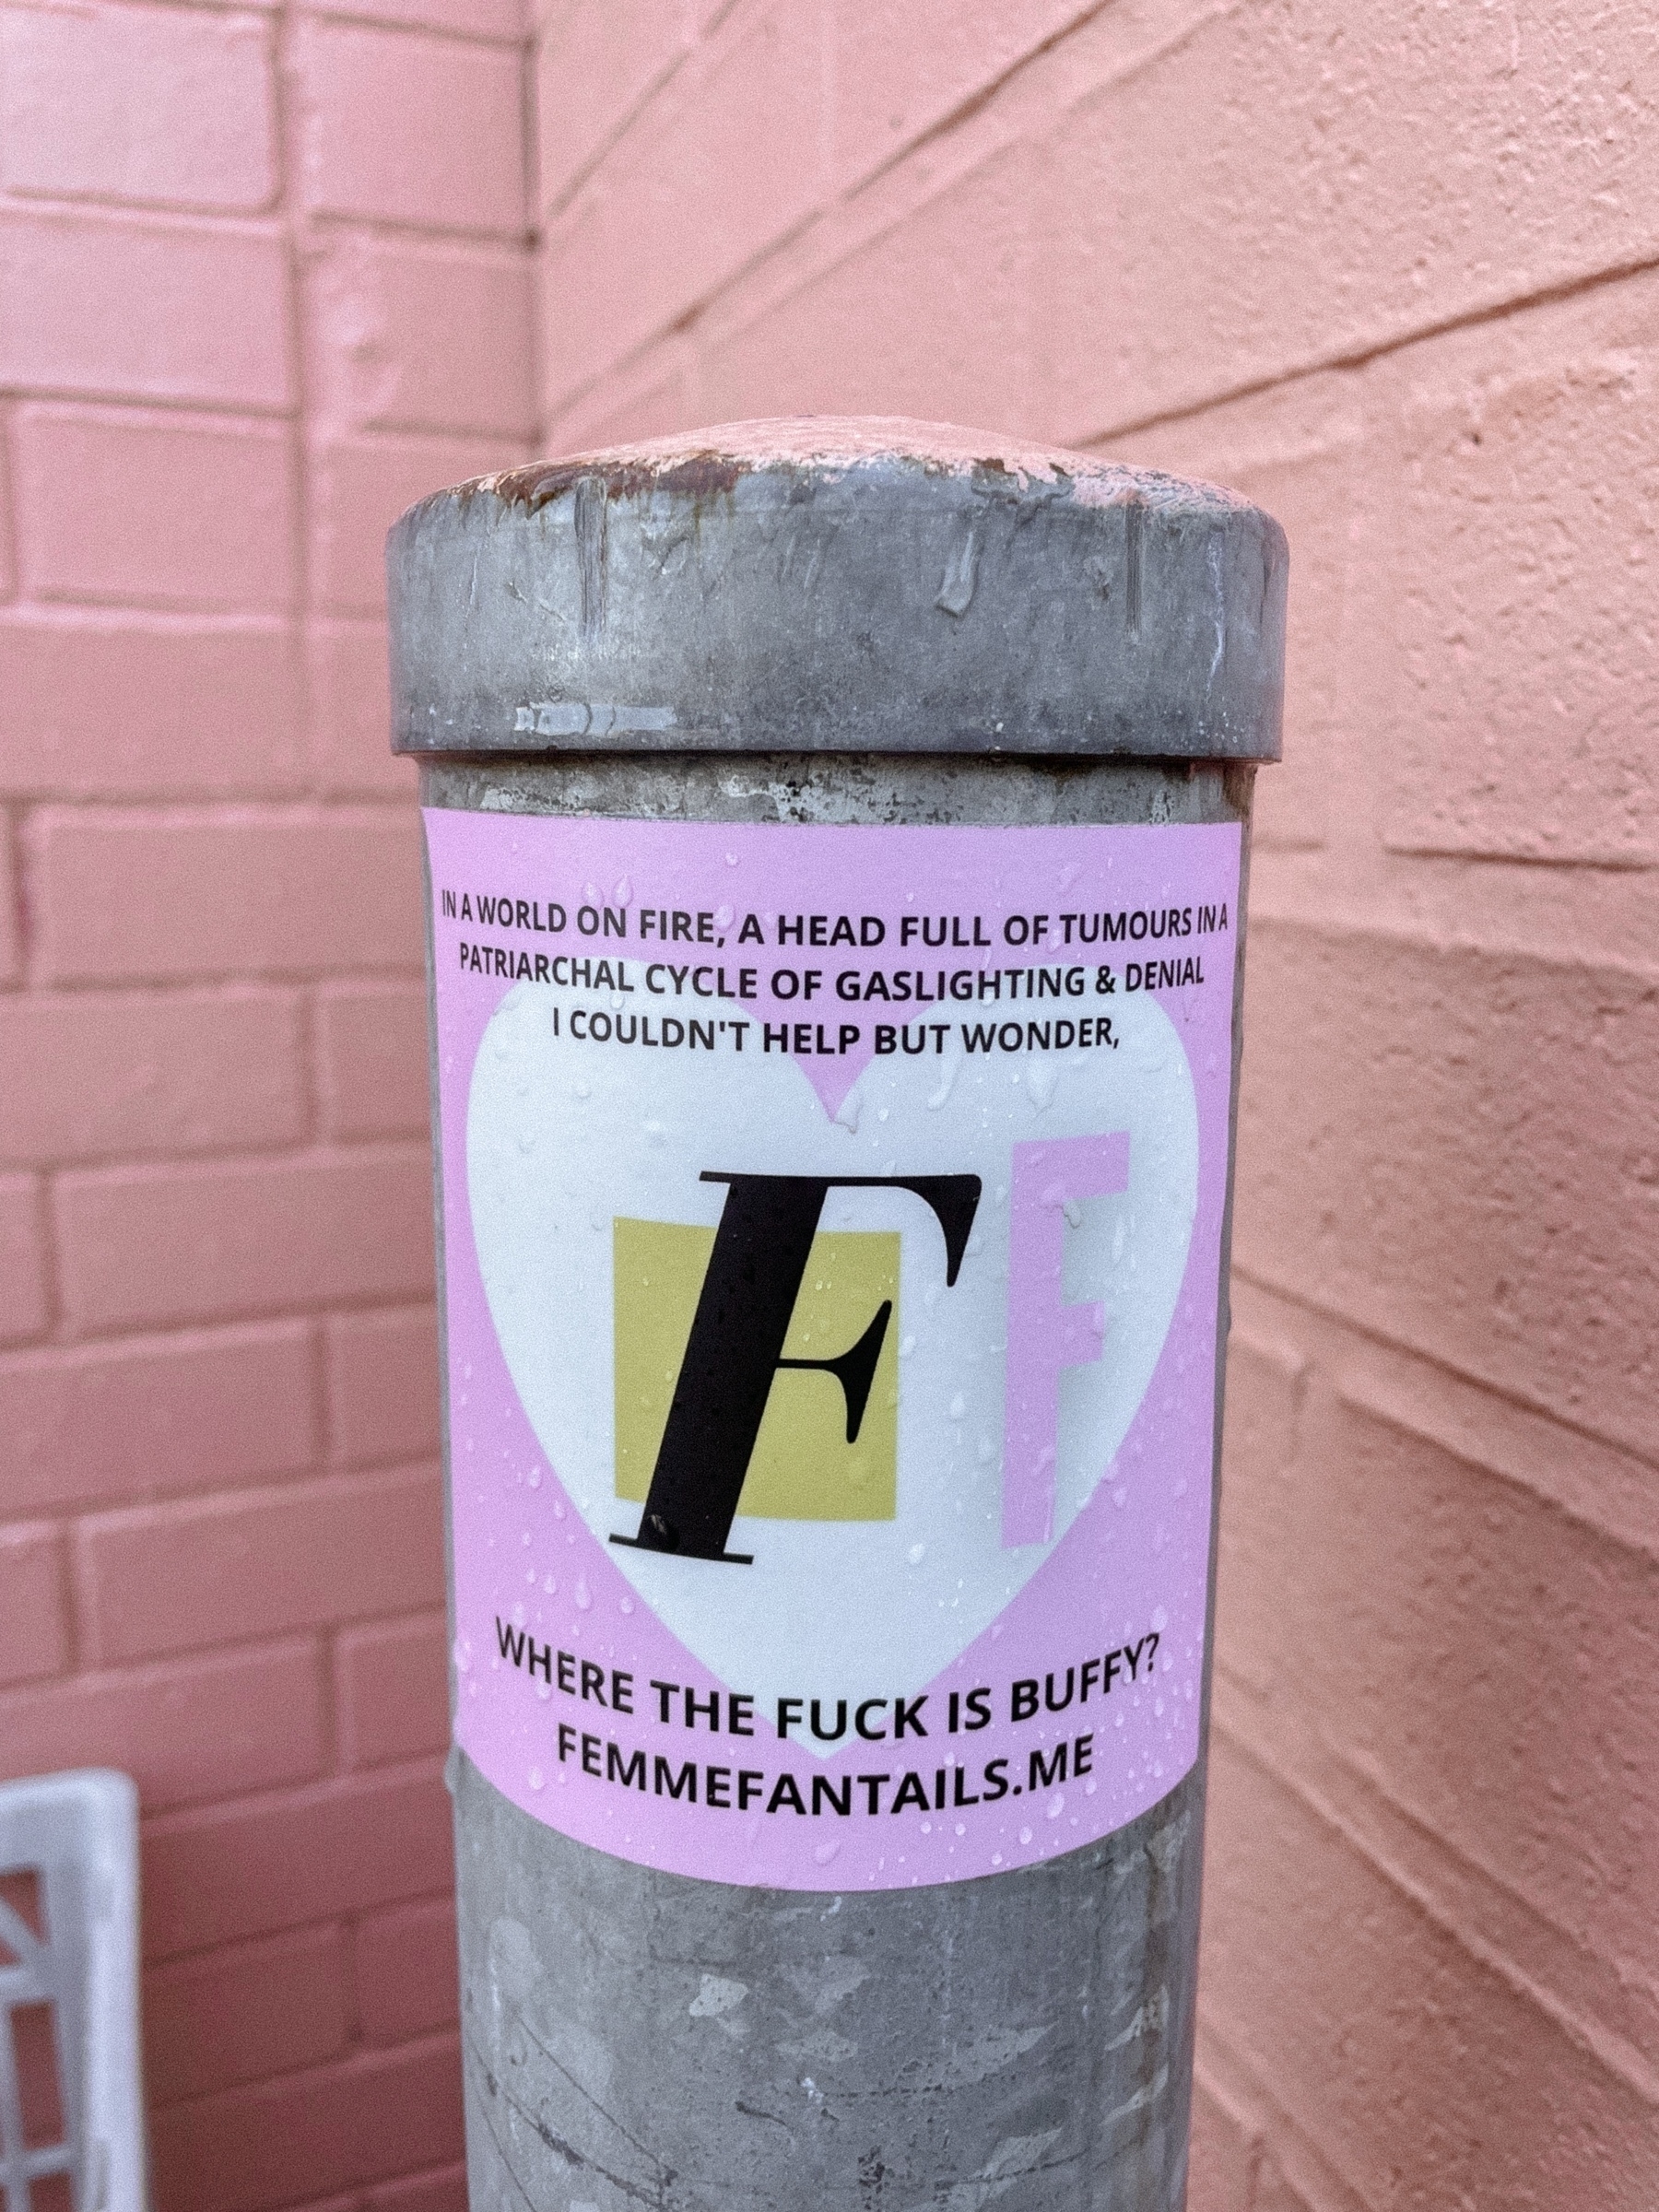 IN A WORLD ON FIRE, A HEAD FULL OF TUMOURS IN A
PATRIARCHAL CYCLE OF GASLIGHTING & DENIAL
I COULDN'T HELP BUT WONDER,
F F
WHERE THE FUCK IS BUFFY?
FEMMEFANTAILS.ME